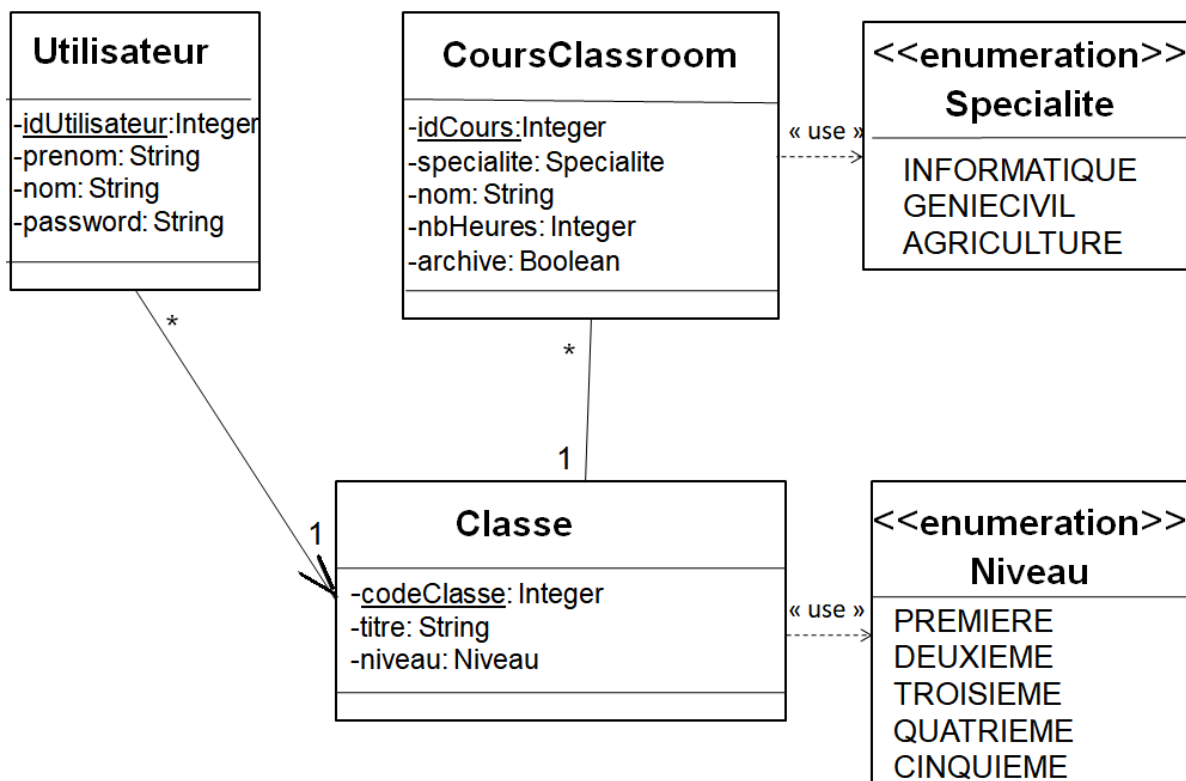 Utilisateur
-idUtilisateur:Integer
-prenom: String
-nom: String
-password: String
*
1
CoursClassroom
-idCours:Integer
-specialite: Specialite
-nom: String
-nbHeures: Integer
-archive: Boolean
*
1
« use »
<<enumeration>>
Specialite
INFORMATIQUE
GENIECIVIL
AGRICULTURE
Classe
-codeClasse: Integer
-titre: String
-niveau: Niveau
« use »
<<enumeration>>
Niveau
PREMIERE
DEUXIEME
TROISIEME
QUATRIEME
CINQUIEME